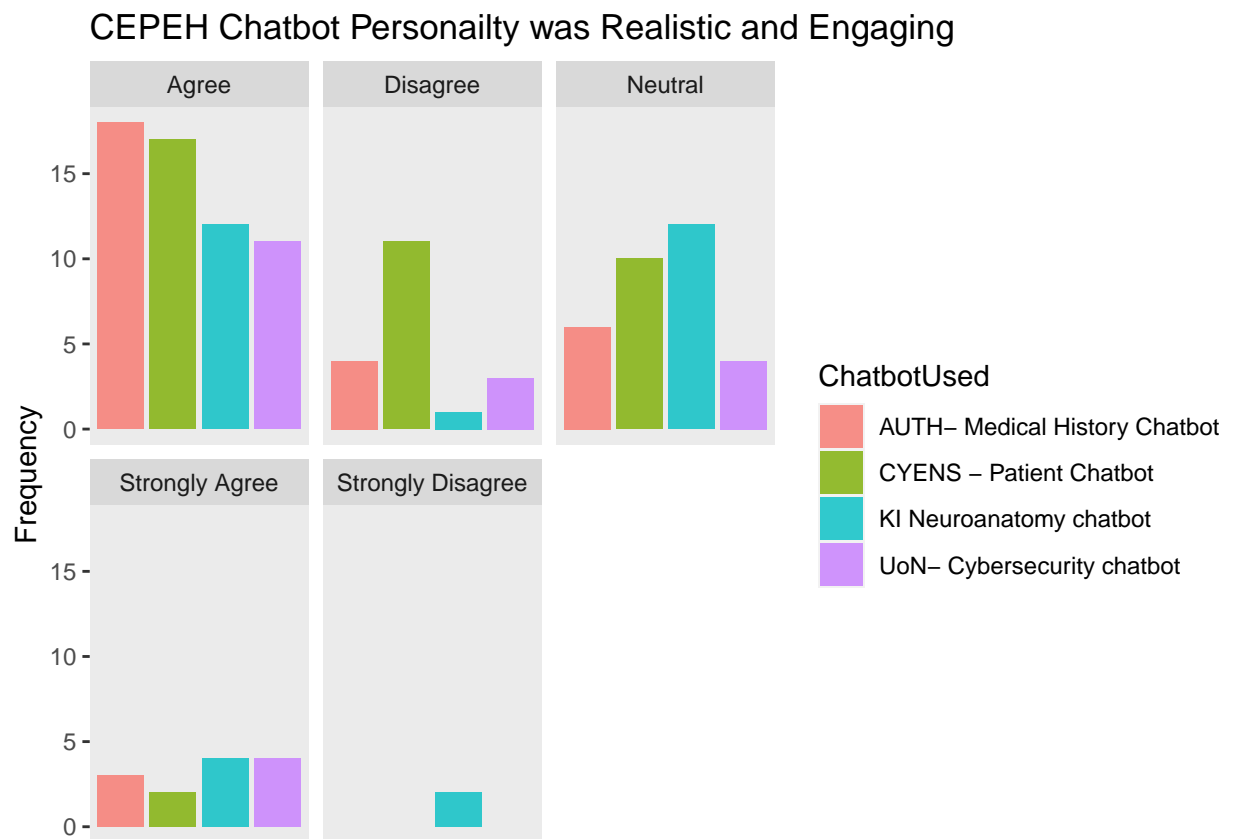 CEPEH Chatbot Personailty was Realistic and Engaging
Agree
Disagree
Neutral
15
10
5
0
Strongly Agree
Strongly Disagree
15
10
5
0
Frequency
ChatbotUsed
AUTH− Medical History Chatbot
CYENS − Patient Chatbot
KI Neuroanatomy chatbot
UoN− Cybersecurity chatbot